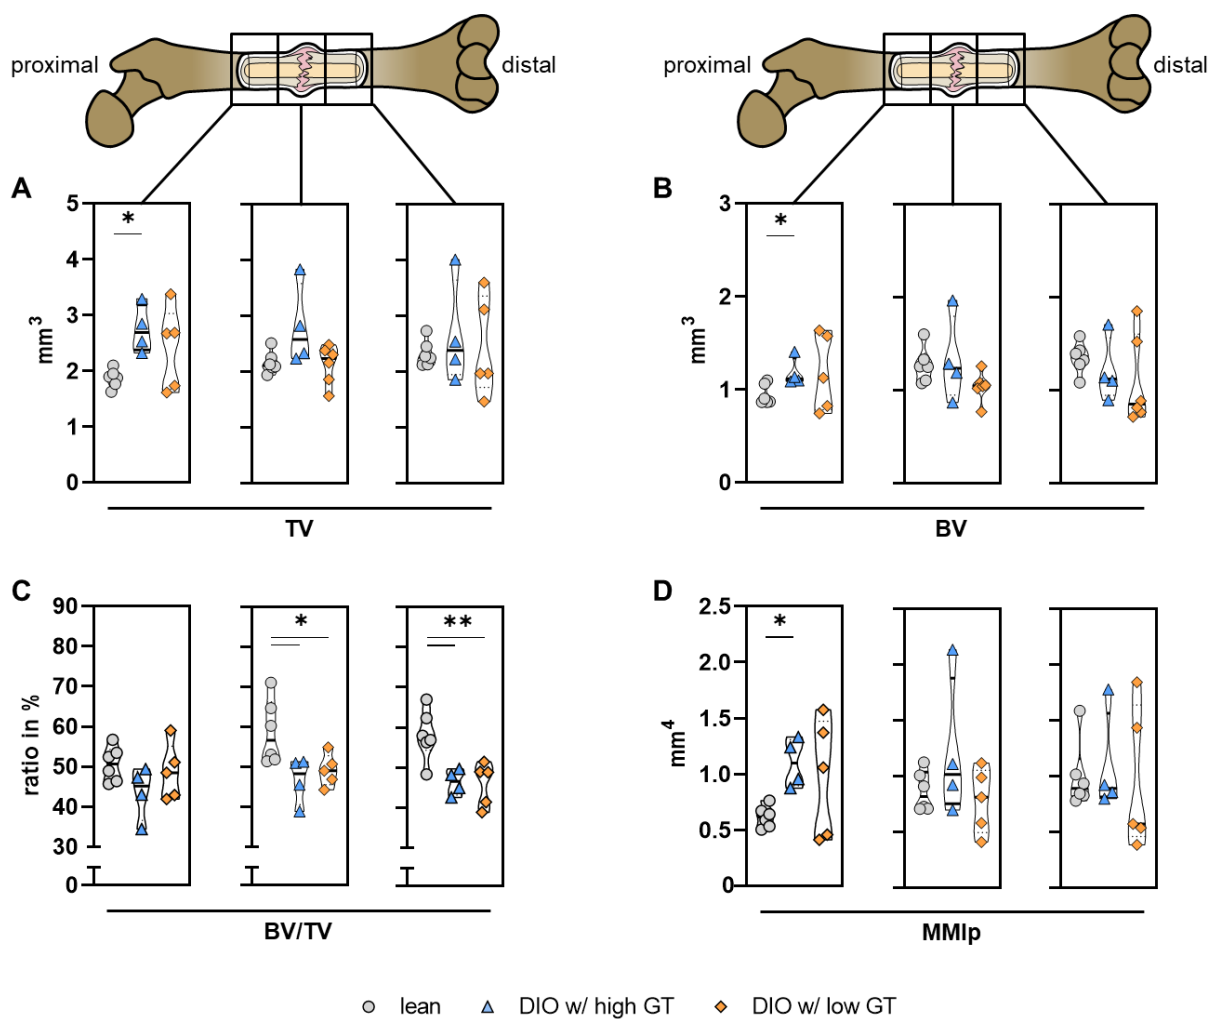 proximal distal proximal distal
A B
5 3
* *
4
mm³ 3 mm³ 2
2
1 1
0 0
TV BV
C D
90 2.5
* ** *
80
2.0
70
ratio in % 60 mm⁴ 1.5
50 1.0
40
0.5
30
0 0
BV/TV MMIp
lean DIO w/ high GT DIO w/ low GT